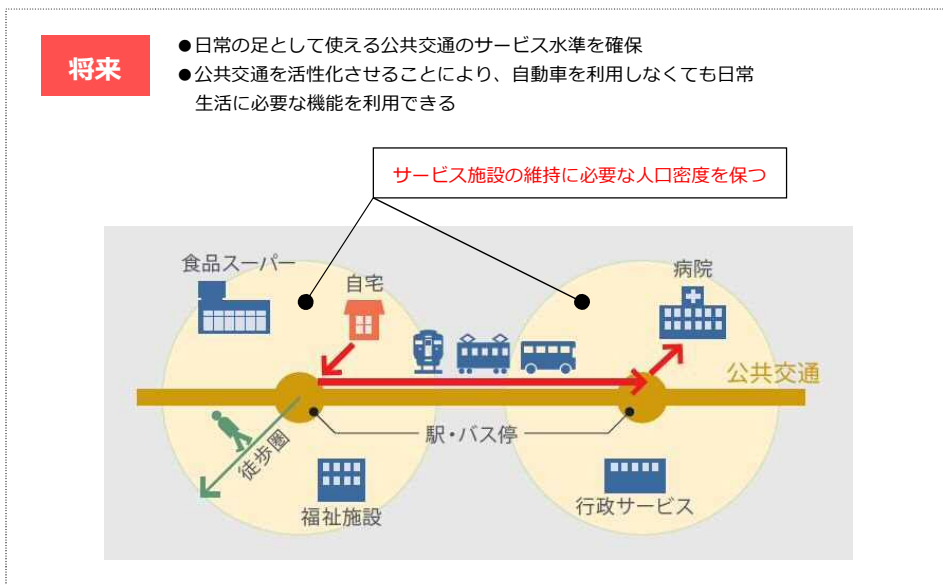 将来
●日常の足として使える公共交通のサービス水準を確保
●公共交通を活性化させることにより、自動車を利用しなくても日常
生活に必要な機能を利用できる
サービス施設の維持に必要な人口密度を保つ
食品スーパー
自宅
病院
公共交通
駅・バス停
徒歩圏
福祉施設
行政サービス